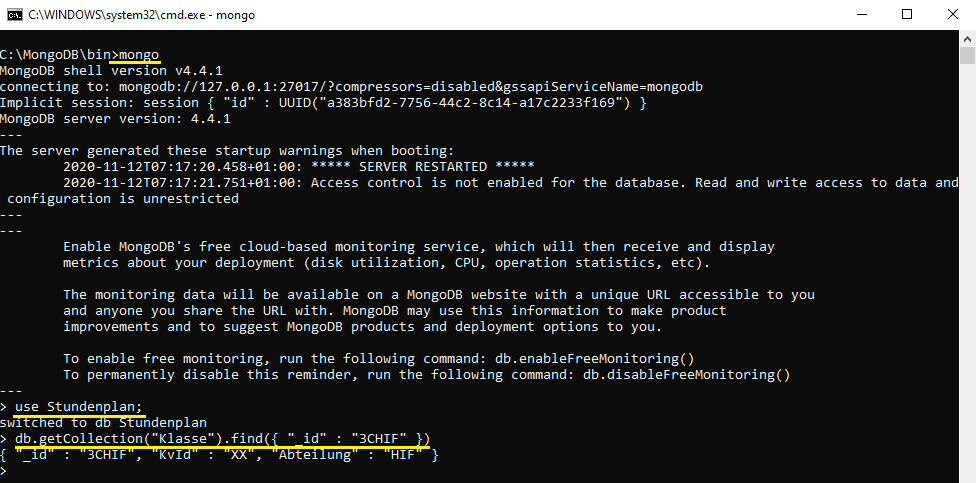 C:\WINDOWS\system32\cmd.exe - mongo
C:\MongoDB\bin>mongo
MongoDB shell version v4.4.1
connecting to: mongodb://127.0.0.1:27017/?compressors=disabled&gssapiServiceName=mongodb
Implicit session: session { "id" : UUID("a383bfd2-7756-44c2-8c14-a17c2233f169") }
MongoDB server version: 4.4.1
---
The server generated these startup warnings when booting:
        2020-11-12T07:17:20.458+01:00: ***** SERVER RESTARTED *****
        2020-11-12T07:17:21.751+01:00: Access control is not enabled for the database. Read and write access to data and
 configuration is unrestricted
---
---
        Enable MongoDB's free cloud-based monitoring service, which will then receive and display
        metrics about your deployment (disk utilization, CPU, operation statistics, etc).

        The monitoring data will be available on a MongoDB website with a unique URL accessible to you
        and anyone you share the URL with. MongoDB may use this information to make product
        improvements and to suggest MongoDB products and deployment options to you.

        To enable free monitoring, run the following command: db.enableFreeMonitoring()
        To permanently disable this reminder, run the following command: db.disableFreeMonitoring()
---
> use Stundenplan;
switched to db Stundenplan
> db.getCollection("Klasse").find({ "_id" : "3CHIF" })
{ "_id" : "3CHIF", "KvId" : "XX", "Abteilung" : "HIF" }
>